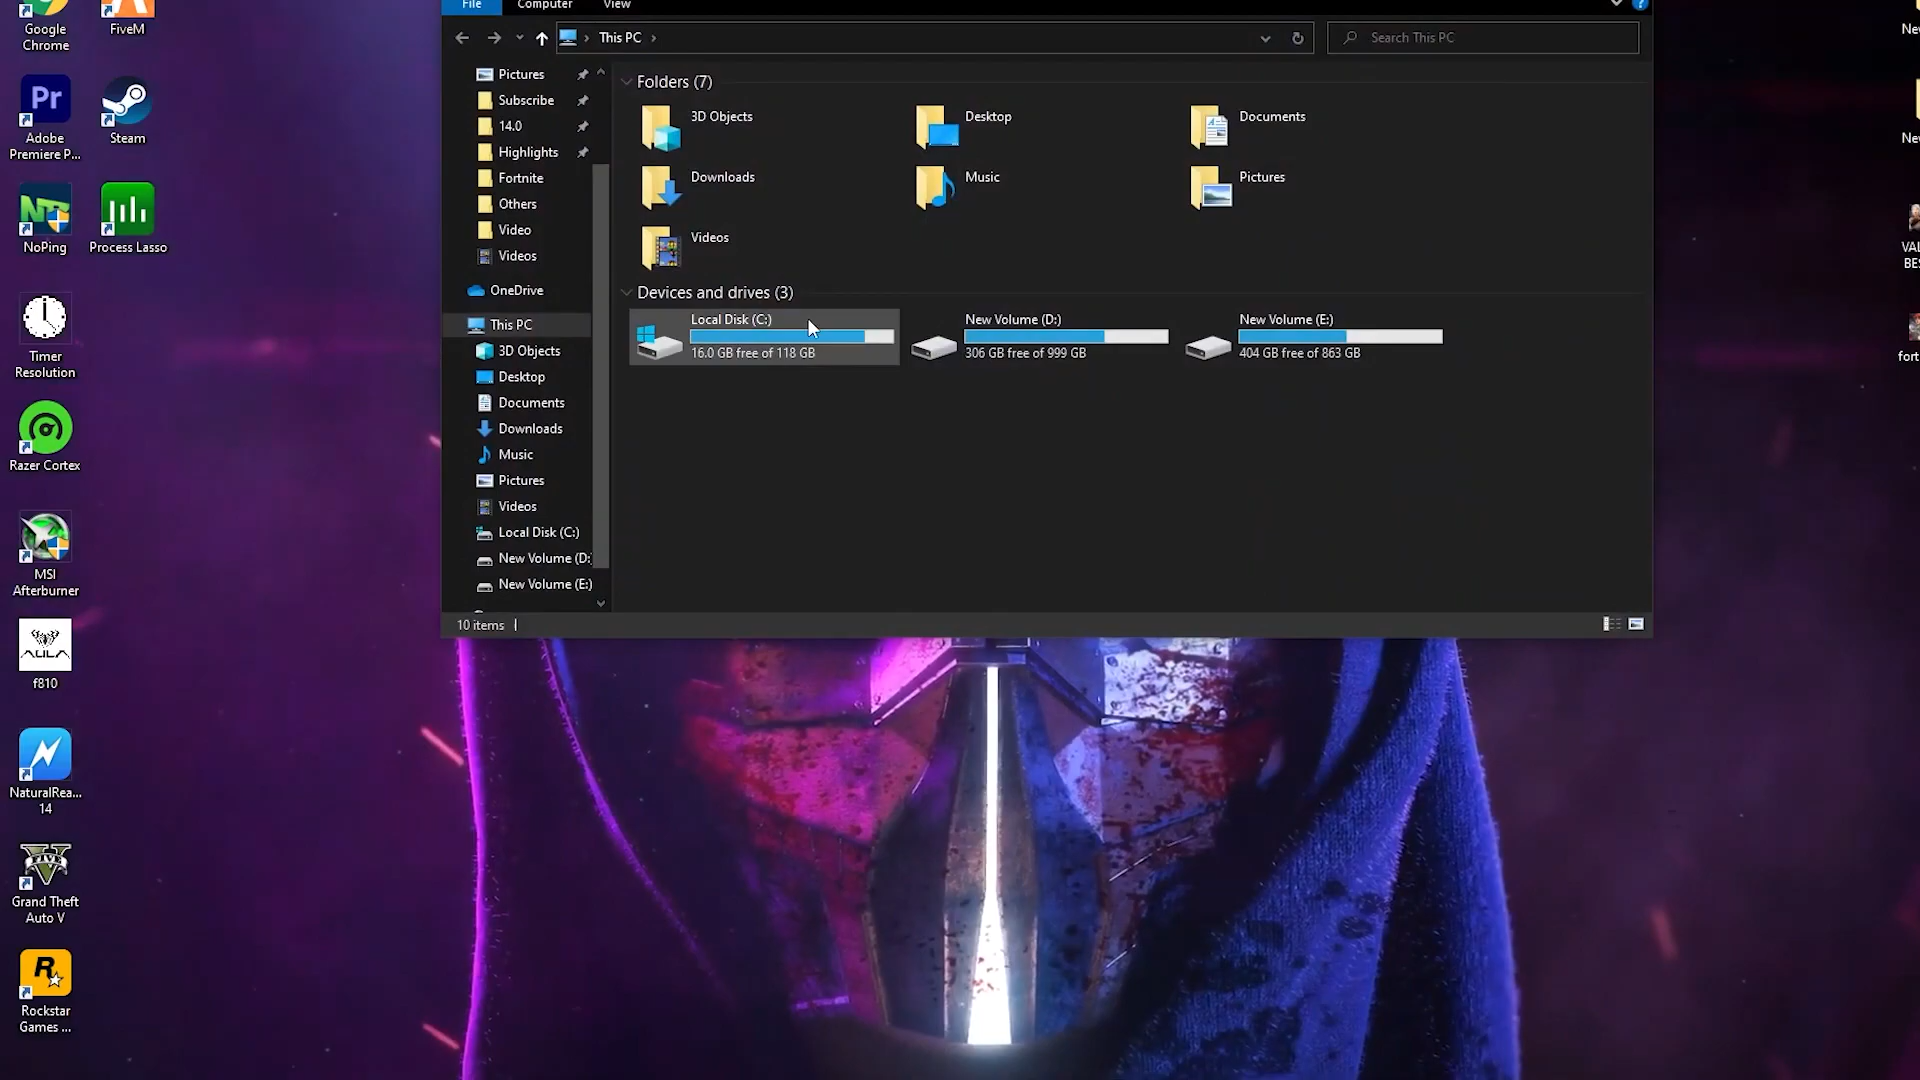 Google
Chrome
FiveM
Adobe
Premiere P...
Steam
NoPing
Process Lasso
Timer
Resolution
Razer Cortex
MSI
Afterburner
AULA
f810
NaturalRea...
14
Grand Theft
Auto V
Rockstar
Games ...
File
Computer
View
This PC
Search This PC
Pictures
Subscribe
14.0
Highlights
Fortnite
Others
Video
Videos
OneDrive
This PC
3D Objects
Desktop
Documents
Downloads
Music
Pictures
Videos
Local Disk (C:)
New Volume (D:
New Volume (E:)
Folders (7)
3D Objects
Desktop
Documents
Downloads
Music
Pictures
Videos
Devices and drives (3)
Local Disk (C:)
16.0 GB free of 118 GB
New Volume (D:)
306 GB free of 999 GB
New Volume (E:)
404 GB free of 863 GB
10 items
Pr
R
FIVE